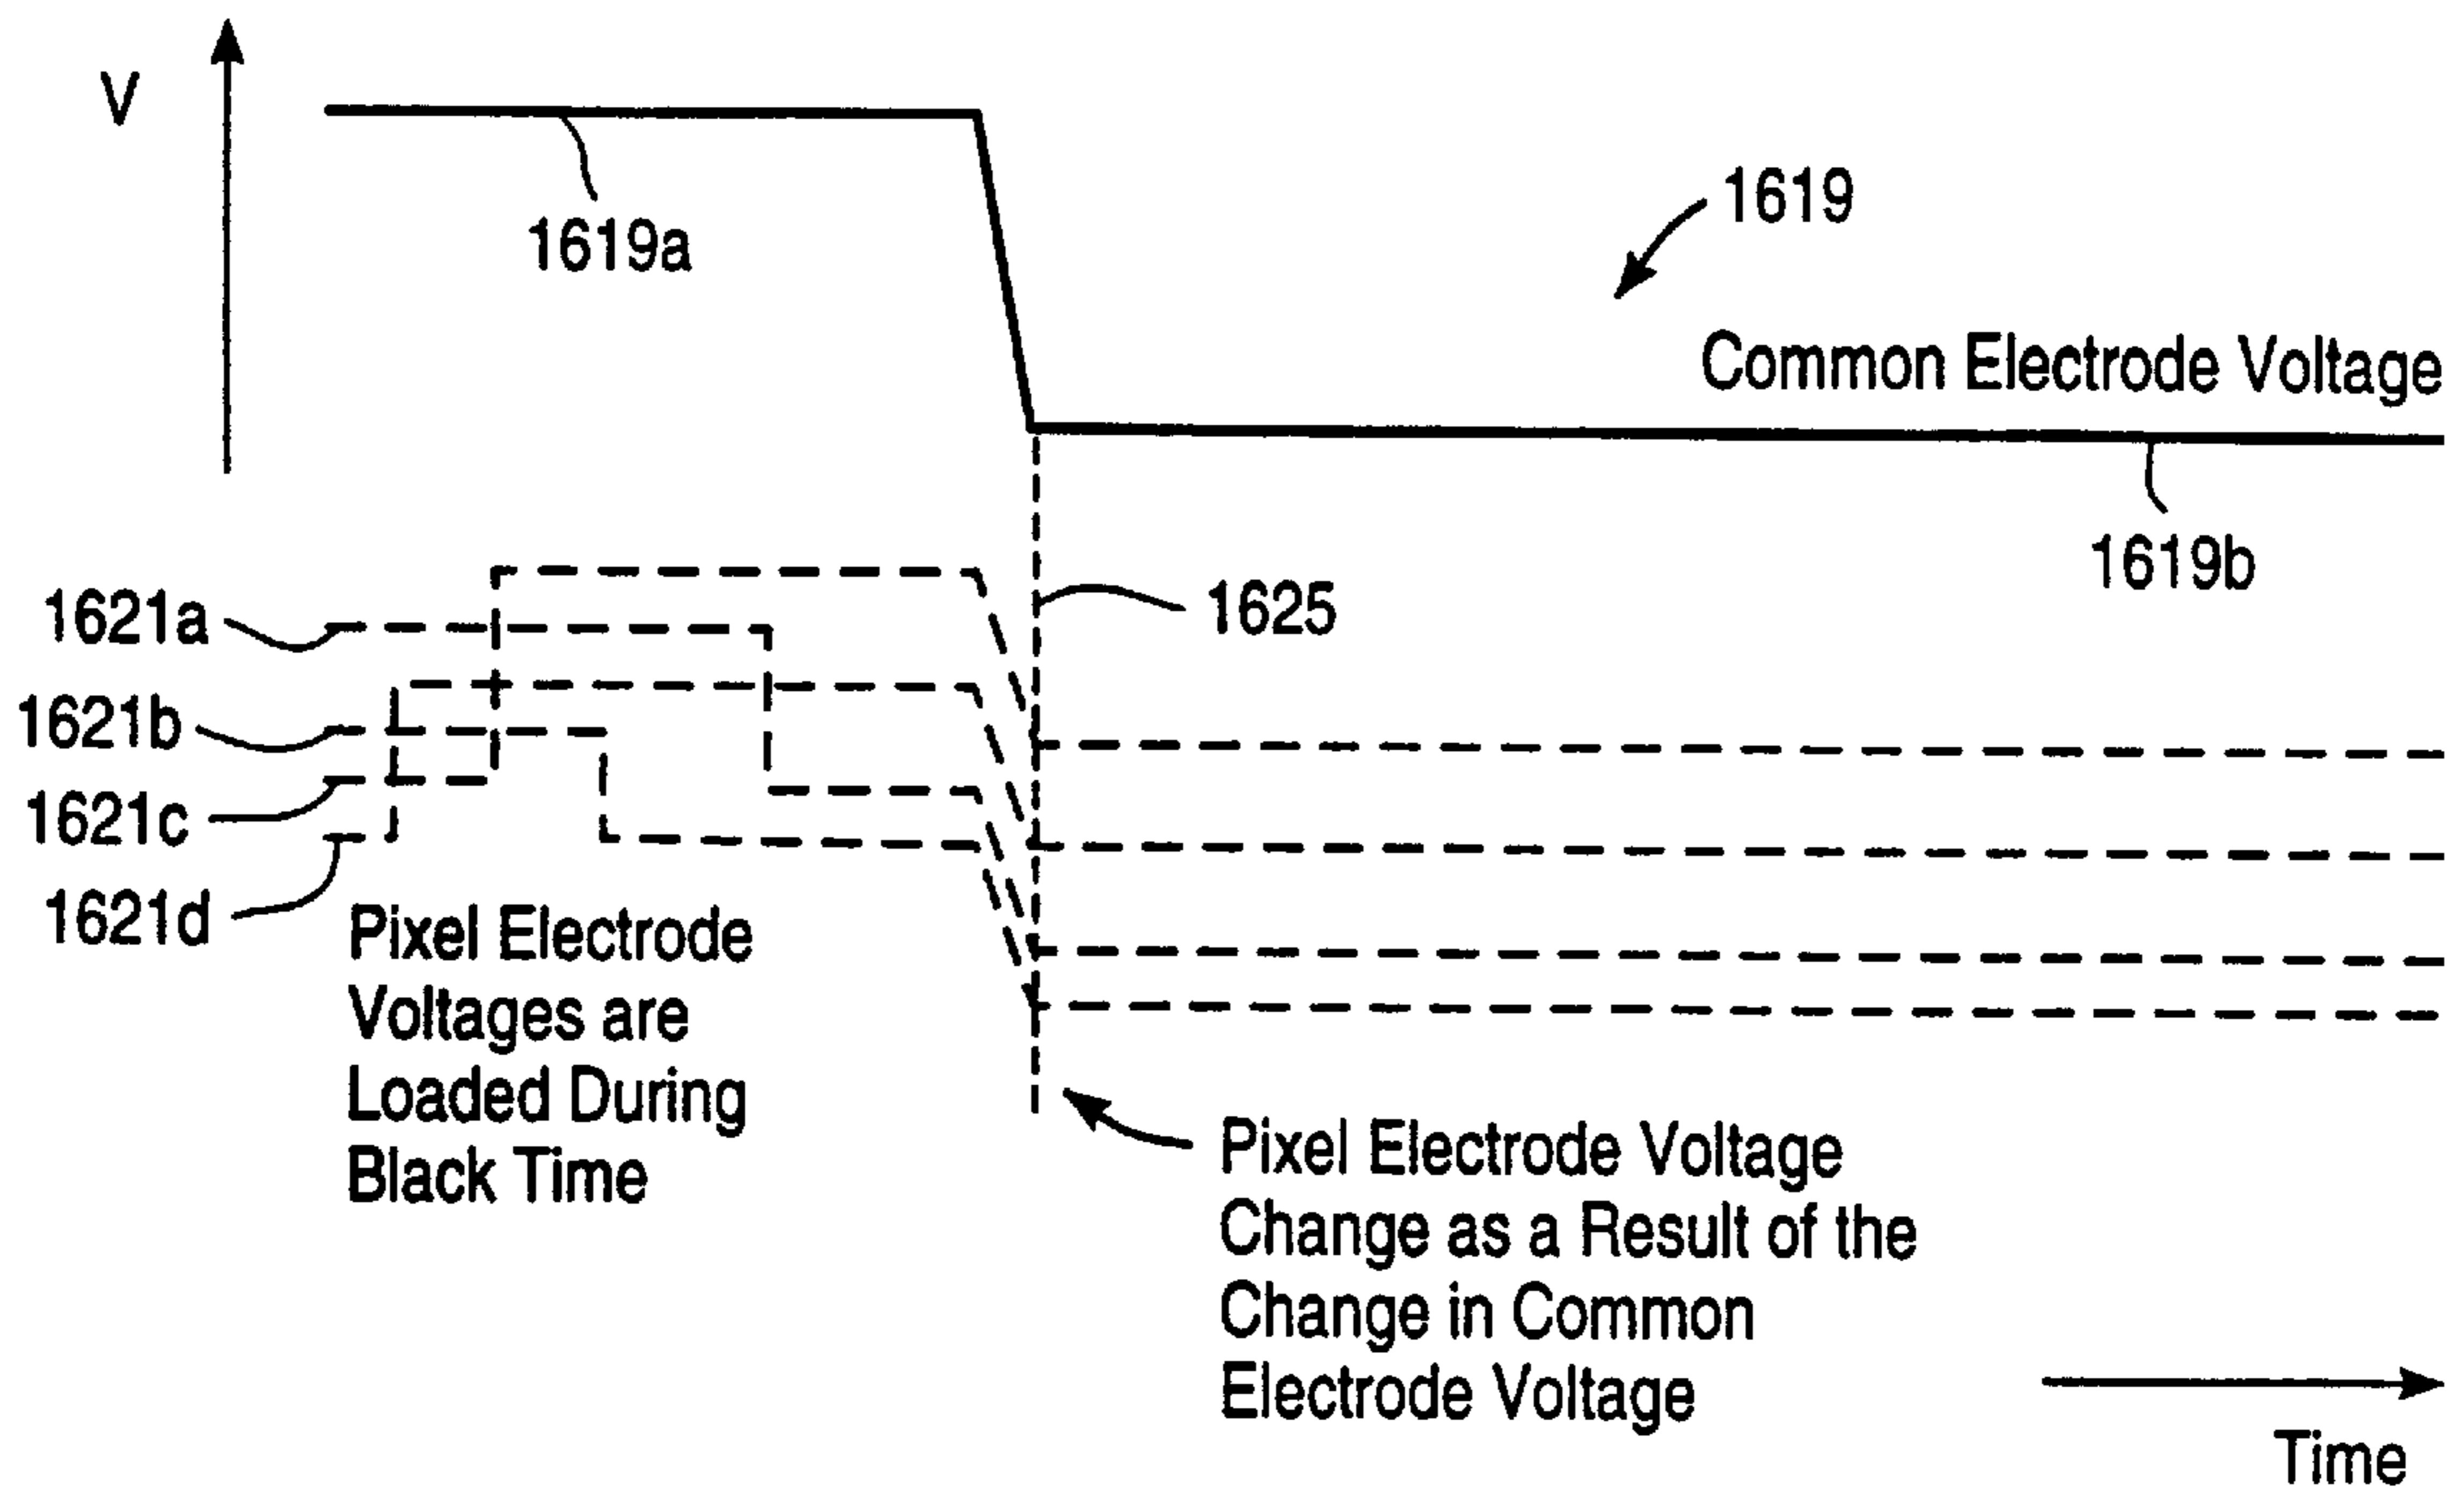 V
1619a
1619
Common Electrode Voltage
1619b
1625
1621a
1621b
1621c
1621d
Pixel Electrode
Voltages are
Loaded During
Black Time
Pixel Electrode Voltage
Change as a Result of the
Change in Common
Electrode Voltage
Time